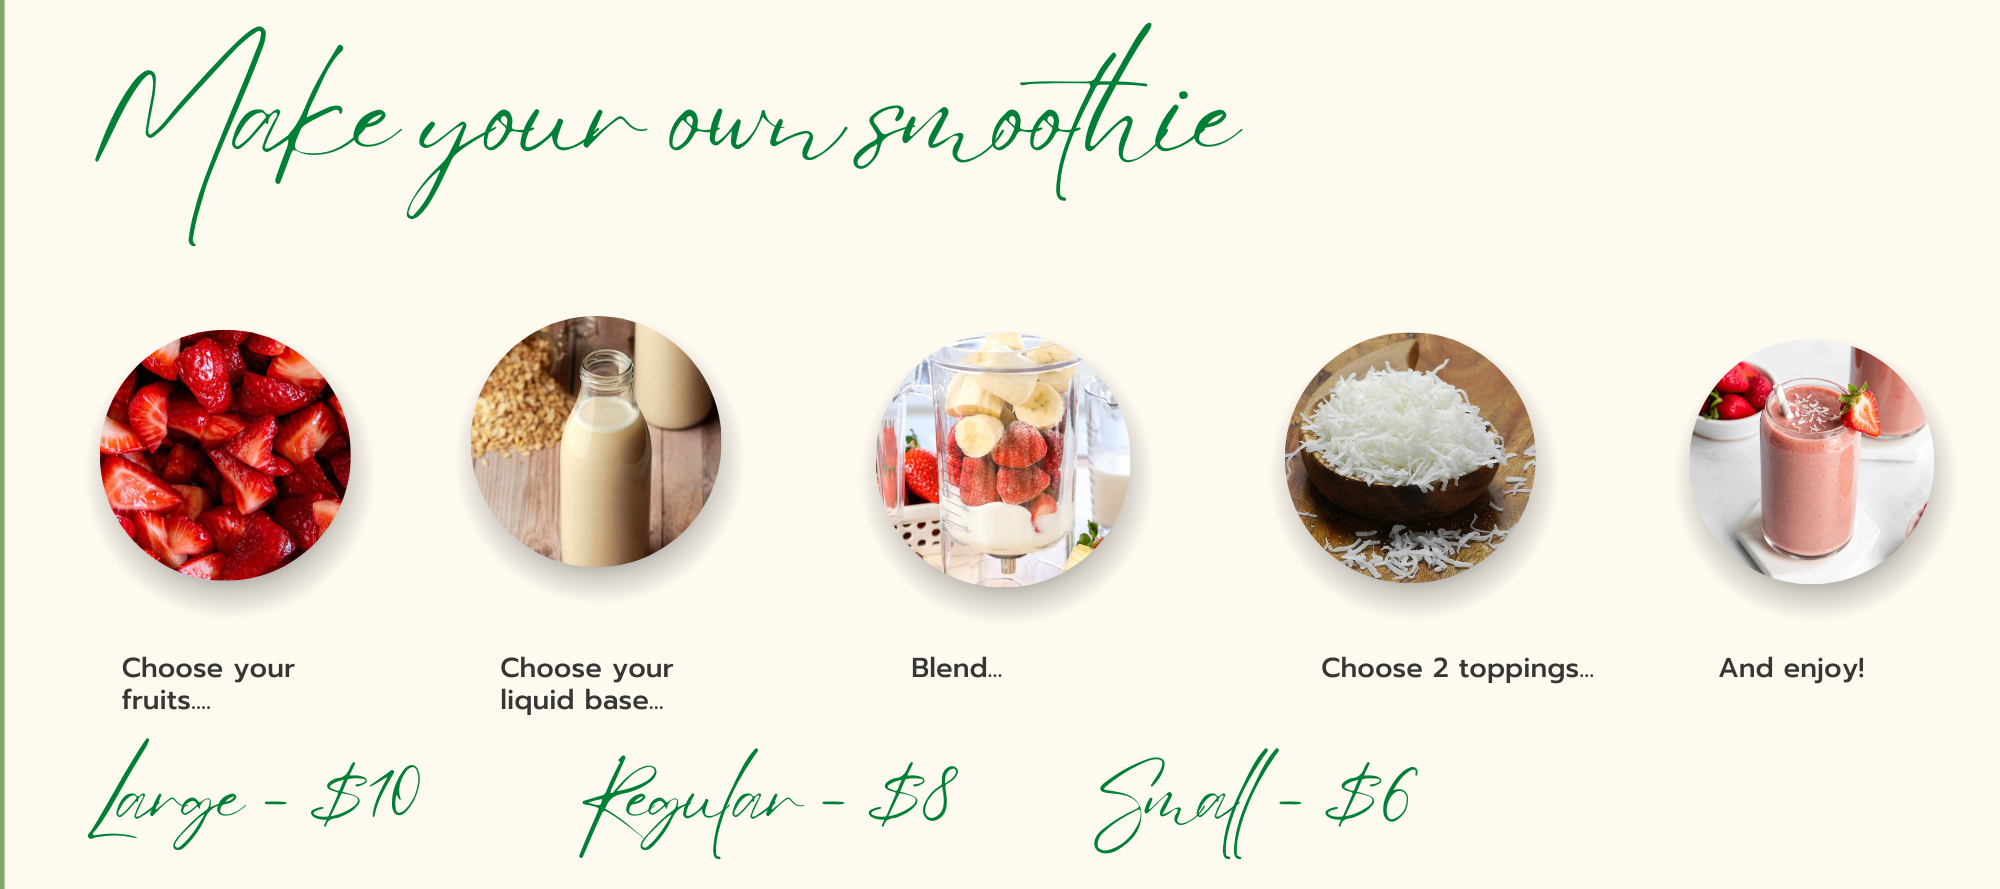 Make your own smoothie
Choose your
fruits....
Choose your
liquid base...
Blend...
Choose 2 toppings...
And enjoy!
Large - $10
Regular - $8
Small - $6